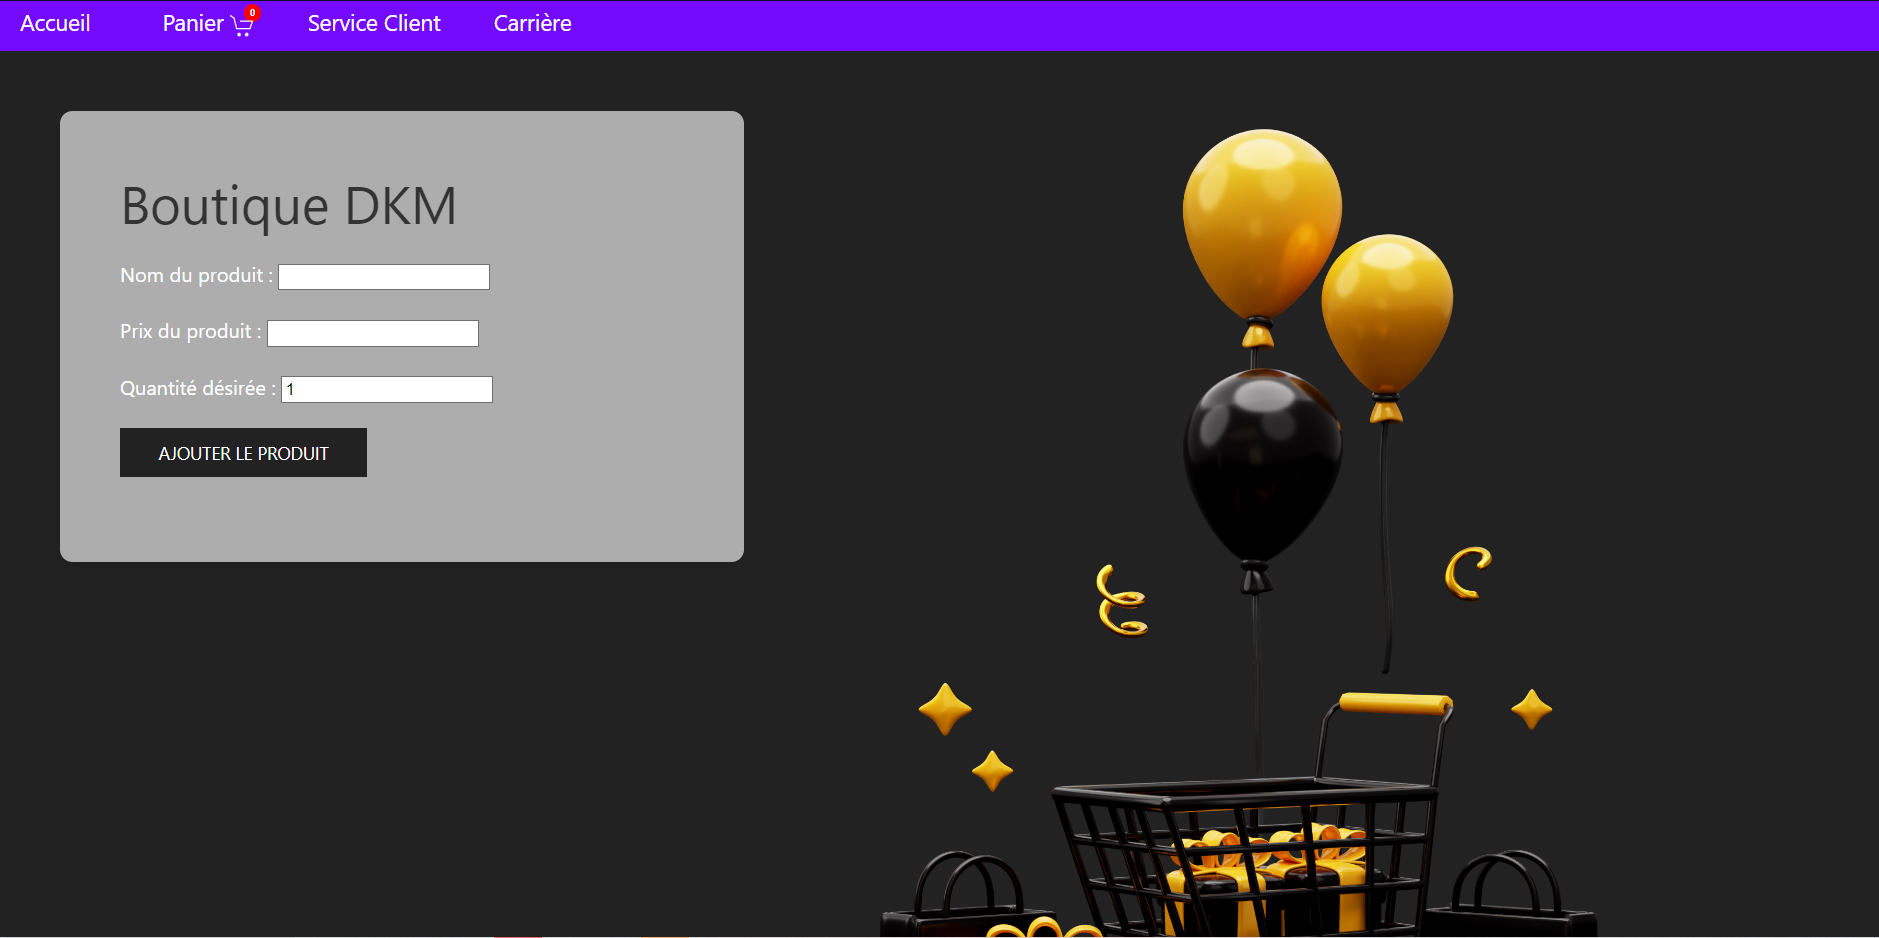 Accueil Panier 0 Service Client Carrière
Boutique DKM
Nom du produit :
Prix du produit :
Quantité désirée : 1
AJOUTER LE PRODUIT